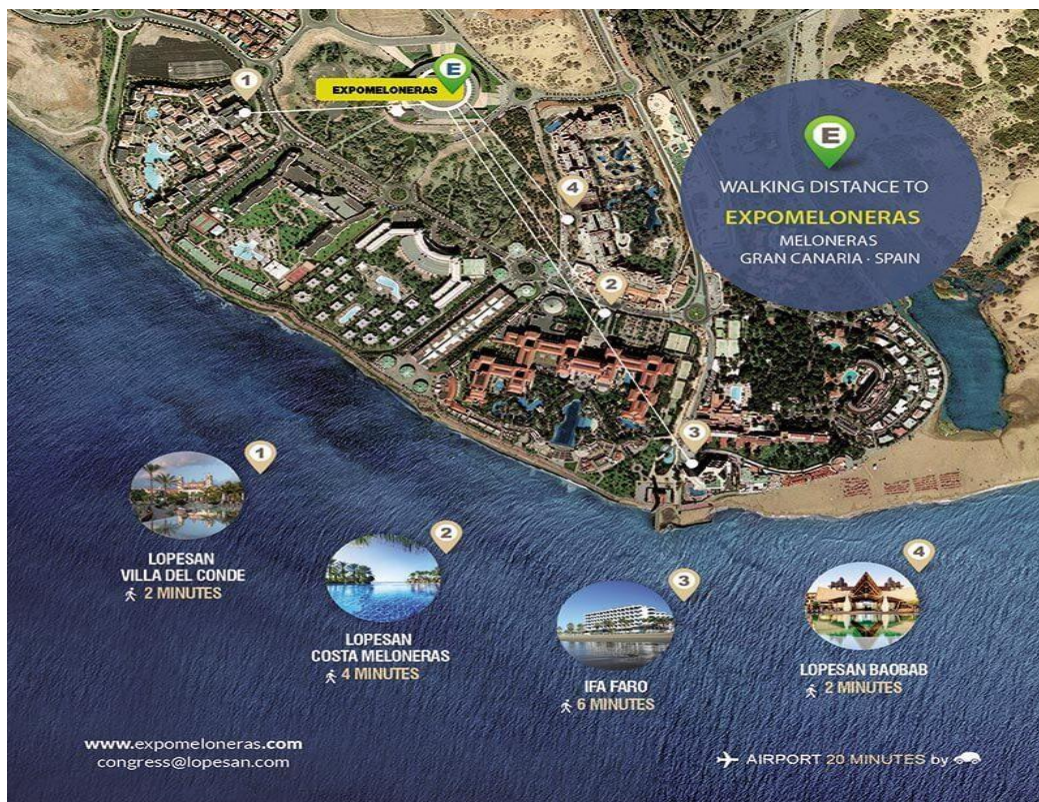 1
EXPOMELONERAS
E
E
WALKING DISTANCE TO
EXPOMELONERAS
MELONERAS
GRAN CANARIA · SPAIN
4
2
3
1
LOPESAN
VILLA DEL CONDE
2 MINUTES
2
LOPESAN
COSTA MELONERAS
4 MINUTES
3
IFA FARO
6 MINUTES
4
LOPESAN BAOBAB
2 MINUTES
www.expomeloneras.com
congress@lopesan.com
AIRPORT 20 MINUTES by